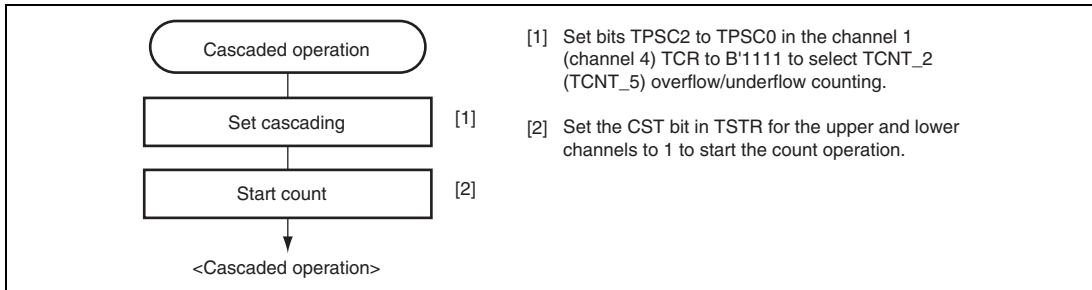 Cascaded operation
Set cascading
[1]
Start count
[2]
<Cascaded operation>
[1] Set bits TPSC2 to TPSC0 in the channel 1
(channel 4) TCR to B'1111 to select TCNT_2
(TCNT_5) overflow/underflow counting.
[2] Set the CST bit in TSTR for the upper and lower
channels to 1 to start the count operation.